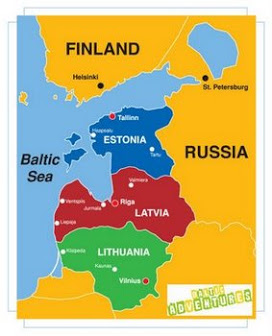 FINLAND
Helsinki
St. Petersburg
Tallinn
Haapsalu
ESTONIA
Tartu
Baltic
Sea
RUSSIA
Valmiera
Ventspils
Riga
Jurmala
LATVIA
Liepaja
Klaipeda
LITHUANIA
Kaunas
Vilnius
BALTIC
ADVENTURES